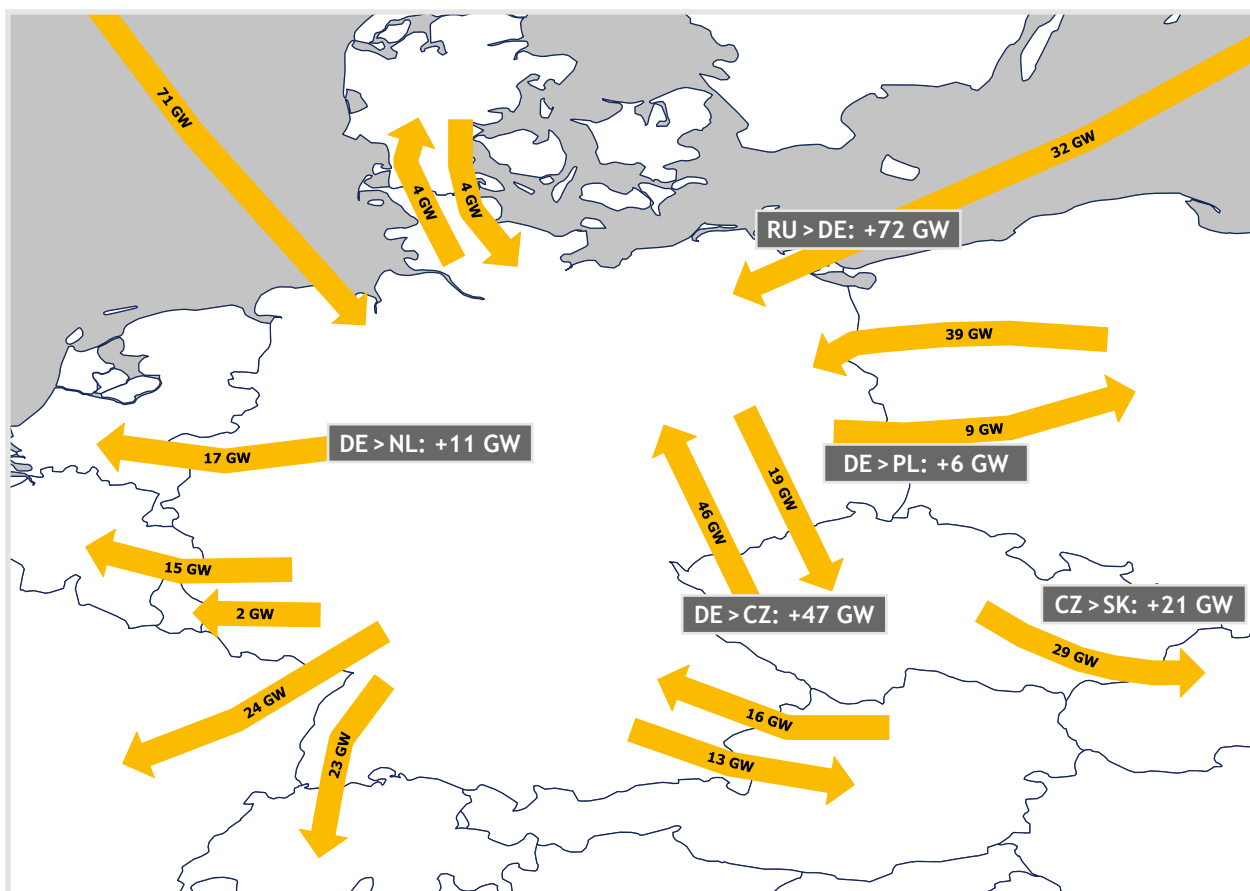 71 GW
32 GW
4 GW
4 GW
RU > DE: +72 GW
39 GW
9 GW
DE > NL: +11 GW
17 GW
DE > PL: +6 GW
19 GW
46 GW
15 GW
2 GW
DE > CZ: +47 GW
CZ > SK: +21 GW
29 GW
24 GW
16 GW
23 GW
13 GW